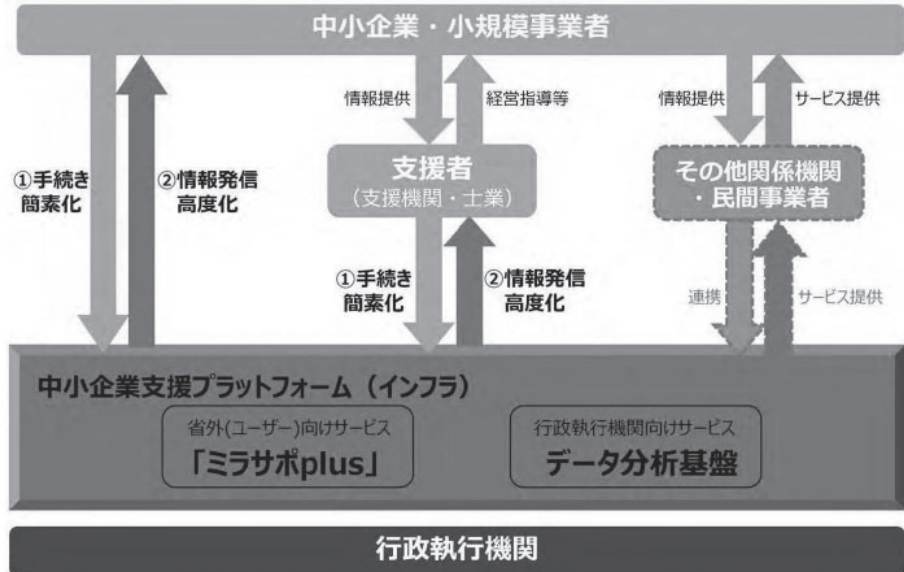 中小企業・小規模事業者
情報提供
経営指導等
情報提供
サービス提供
①手続き
簡素化
②情報発信
高度化
支援者
（支援機関・士業）
その他関係機関
・民間事業者
①手続き
簡素化
②情報発信
高度化
連携
サービス提供
中小企業支援プラットフォーム（インフラ）
省外(ユーザー)向けサービス
「ミラサポplus」
行政執行機関向けサービス
データ分析基盤
行政執行機関